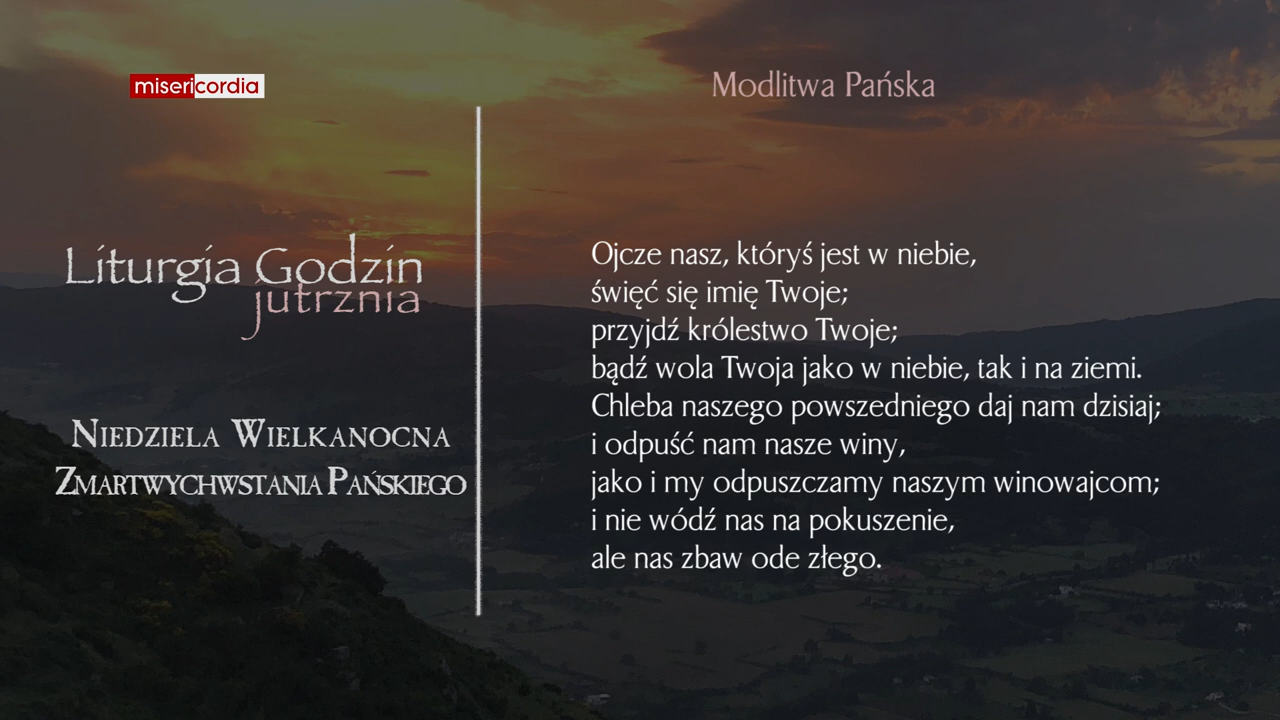 misericordia
Liturgia Godzin
jutrznia
Niedziela Wielkanocna
Zmartwychwstania Pańskiego
Modlitwa Pańska
Ojcze nasz, któryś jest w niebie,
święć się imię Twoje;
przyjdź królestwo Twoje;
bądź wola Twoja jako w niebie, tak i na ziemi.
Chleba naszego powszedniego daj nam dzisiaj;
i odpuść nam nasze winy,
jako i my odpuszczamy naszym winowajcom;
i nie wódź nas na pokuszenie,
ale nas zbaw ode złego.